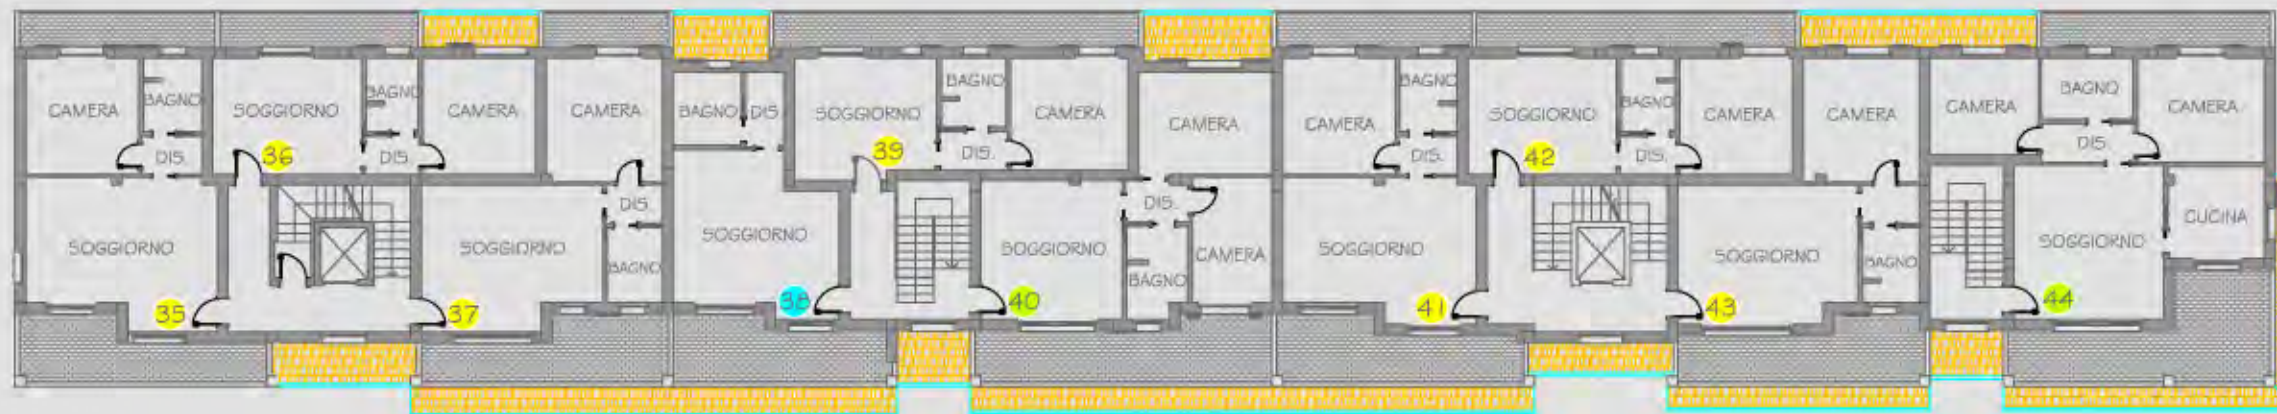 CAMERA
BAGNO
SOGGIORNO
BAGNO
CAMERA
CAMERA
BAGNO
DIS.
SOGGIORNO
BAGNO
CAMERA
CAMERA
CAMERA
BAGNO
SOGGIORNO
BAGNO
CAMERA
CAMERA
CAMERA
BAGNO
CAMERA
DIS.
36
DIS.
39
DIS.
DIS.
42
DIS.
DIS.
SOGGIORNO
SOGGIORNO
DIS.
BAGNO
SOGGIORNO
SOGGIORNO
DIS.
BAGNO
CAMERA
SOGGIORNO
SOGGIORNO
BAGNO
SOGGIORNO
CUCINA
35
37
38
40
41
43
44